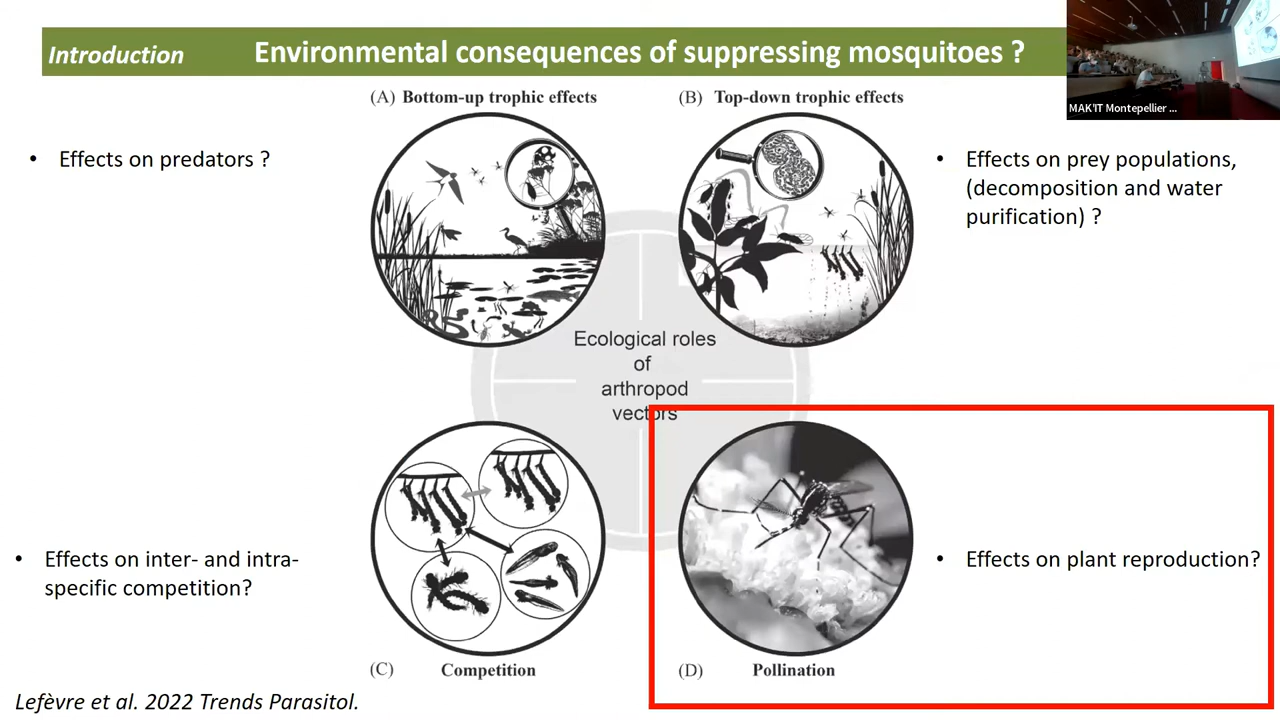 Introduction
Environmental consequences of suppressing mosquitoes ?
MAK'IT Montepellier ...
(A) Bottom-up trophic effects
(B) Top-down trophic effects
• Effects on predators ?
• Effects on prey populations,
(decomposition and water
purification) ?
Ecological roles
of
arthropod
vectors
• Effects on inter- and intra-
specific competition?
• Effects on plant reproduction?
(C) Competition
(D) Pollination
Lefèvre et al. 2022 Trends Parasitol.